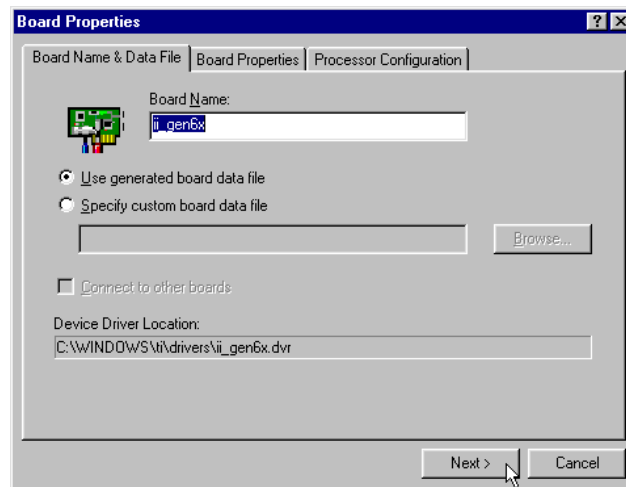 Board Properties
Board Name & Data File Board Properties Processor Configuration
Board Name:
ii_gen6x
Use generated board data file
Specify custom board data file
Browse...
Connect to other boards
Device Driver Location:
C:\WINDOWS\ti\drivers\ii_gen6x.dvr
Next > Cancel